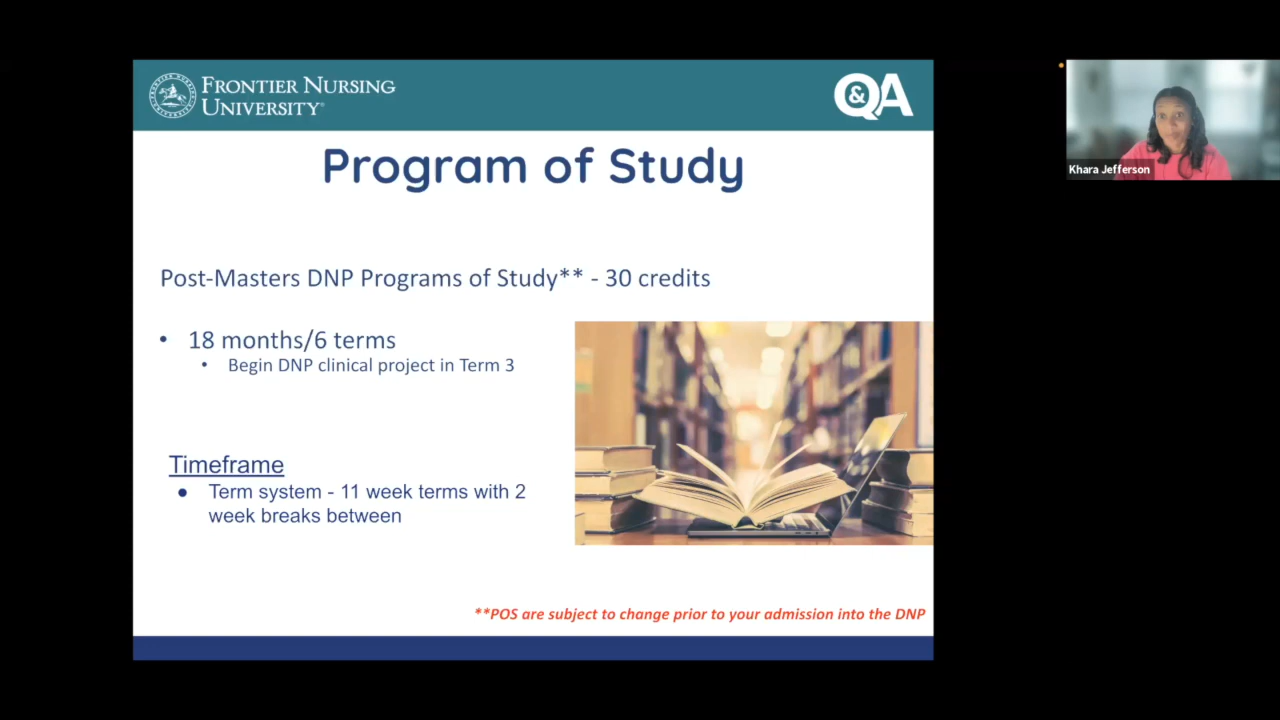 FRONTIER NURSING
UNIVERSITY®
Q&A
Program of Study
Khara Jefferson
Post-Masters DNP Programs of Study** - 30 credits
• 18 months/6 terms
• Begin DNP clinical project in Term 3
Timeframe
● Term system - 11 week terms with 2
week breaks between
**POS are subject to change prior to your admission into the DNP